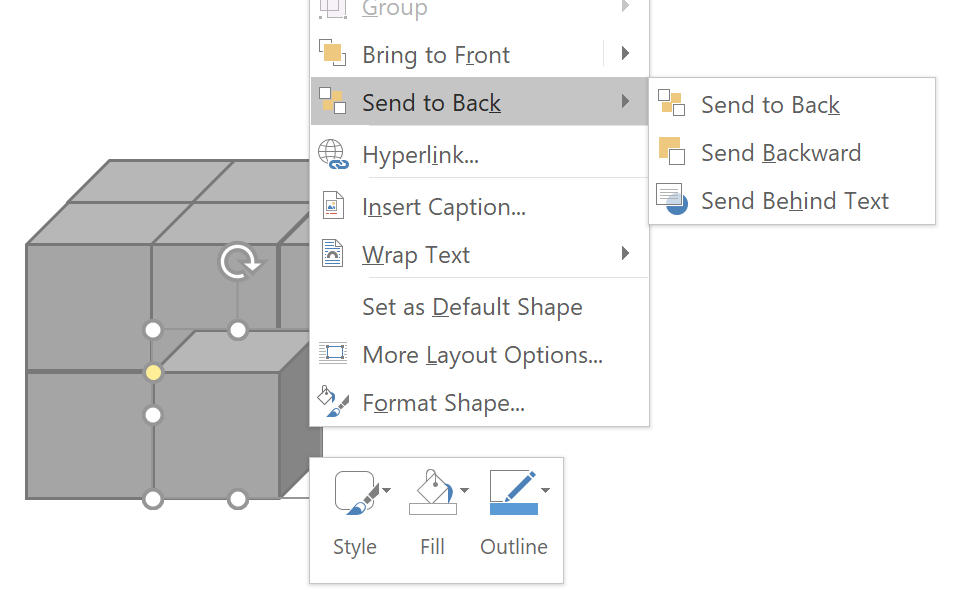 Group
Bring to Front
Send to Back
Send to Back
Send Backward
Send Behind Text
Hyperlink...
Insert Caption...
Wrap Text
Set as Default Shape
More Layout Options...
Format Shape...
Style
Fill
Outline